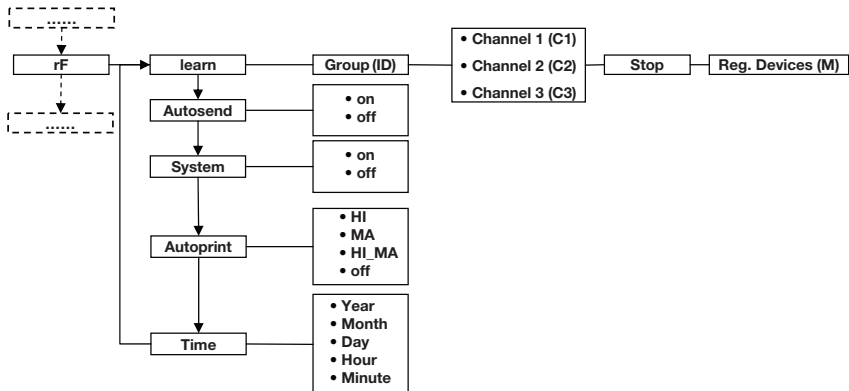 ......
rF
......
learn
Group (ID)
• Channel 1 (C1)
• Channel 2 (C2)
• Channel 3 (C3)
Stop
Reg. Devices (M)
Autosend
• on
• off
System
• on
• off
Autoprint
• HI
• MA
• HI_MA
• off
Time
• Year
• Month
• Day
• Hour
• Minute